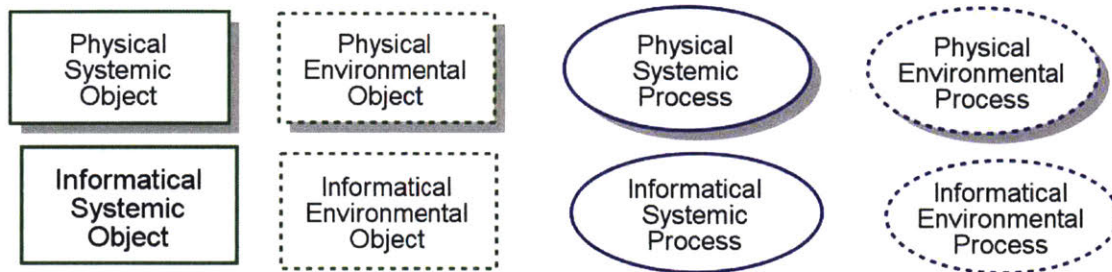 Physical
Systemic
Object
Physical
Environmental
Object
Physical
Systemic
Process
Physical
Environmental
Process
Informatical
Systemic
Object
Informatical
Environmental
Object
Informatical
Systemic
Process
Informatical
Environmental
Process